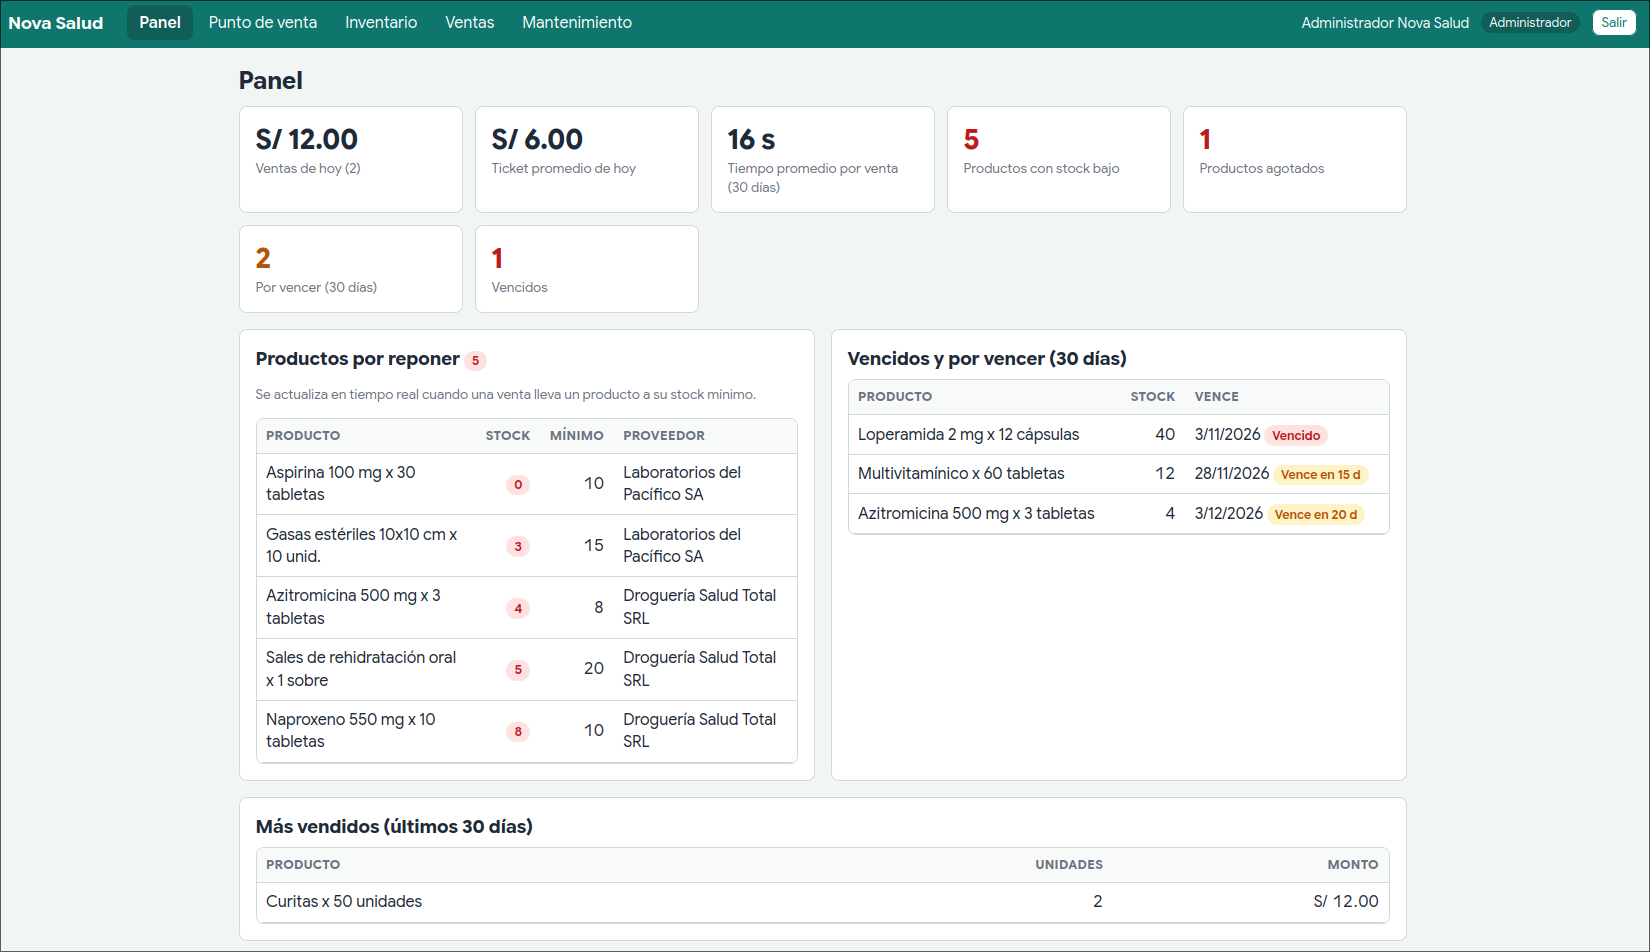 Nova Salud Panel Punto de venta Inventario Ventas Mantenimiento Administrador Nova Salud Administrador Salir
Panel
S/ 12.00
Ventas de hoy (2)
S/ 6.00
Ticket promedio de hoy
16 s
Tiempo promedio por venta
(30 días)
5
Productos con stock bajo
1
Productos agotados
2
Por vencer (30 días)
1
Vencidos
Productos por reponer 5
Se actualiza en tiempo real cuando una venta lleva un producto a su stock mínimo.
PRODUCTO STOCK MÍNIMO PROVEEDOR
Aspirina 100 mg x 30
tabletas
0
10
Laboratorios del
Pacífico SA
Gasas estériles 10x10 cm x
10 unid.
3
15
Laboratorios del
Pacífico SA
Azitromicina 500 mg x 3
tabletas
4
8
Droguería Salud Total
SRL
Sales de rehidratación oral
x 1 sobre
5
20
Droguería Salud Total
SRL
Naproxeno 550 mg x 10
tabletas
8
10
Droguería Salud Total
SRL
Vencidos y por vencer (30 días)
PRODUCTO STOCK VENCE
Loperamida 2 mg x 12 cápsulas 40 3/11/2026 Vencido
Multivitamínico x 60 tabletas 12 28/11/2026 Vence en 15 d
Azitromicina 500 mg x 3 tabletas 4 3/12/2026 Vence en 20 d
Más vendidos (últimos 30 días)
PRODUCTO UNIDADES MONTO
Curitas x 50 unidades 2 S/ 12.00